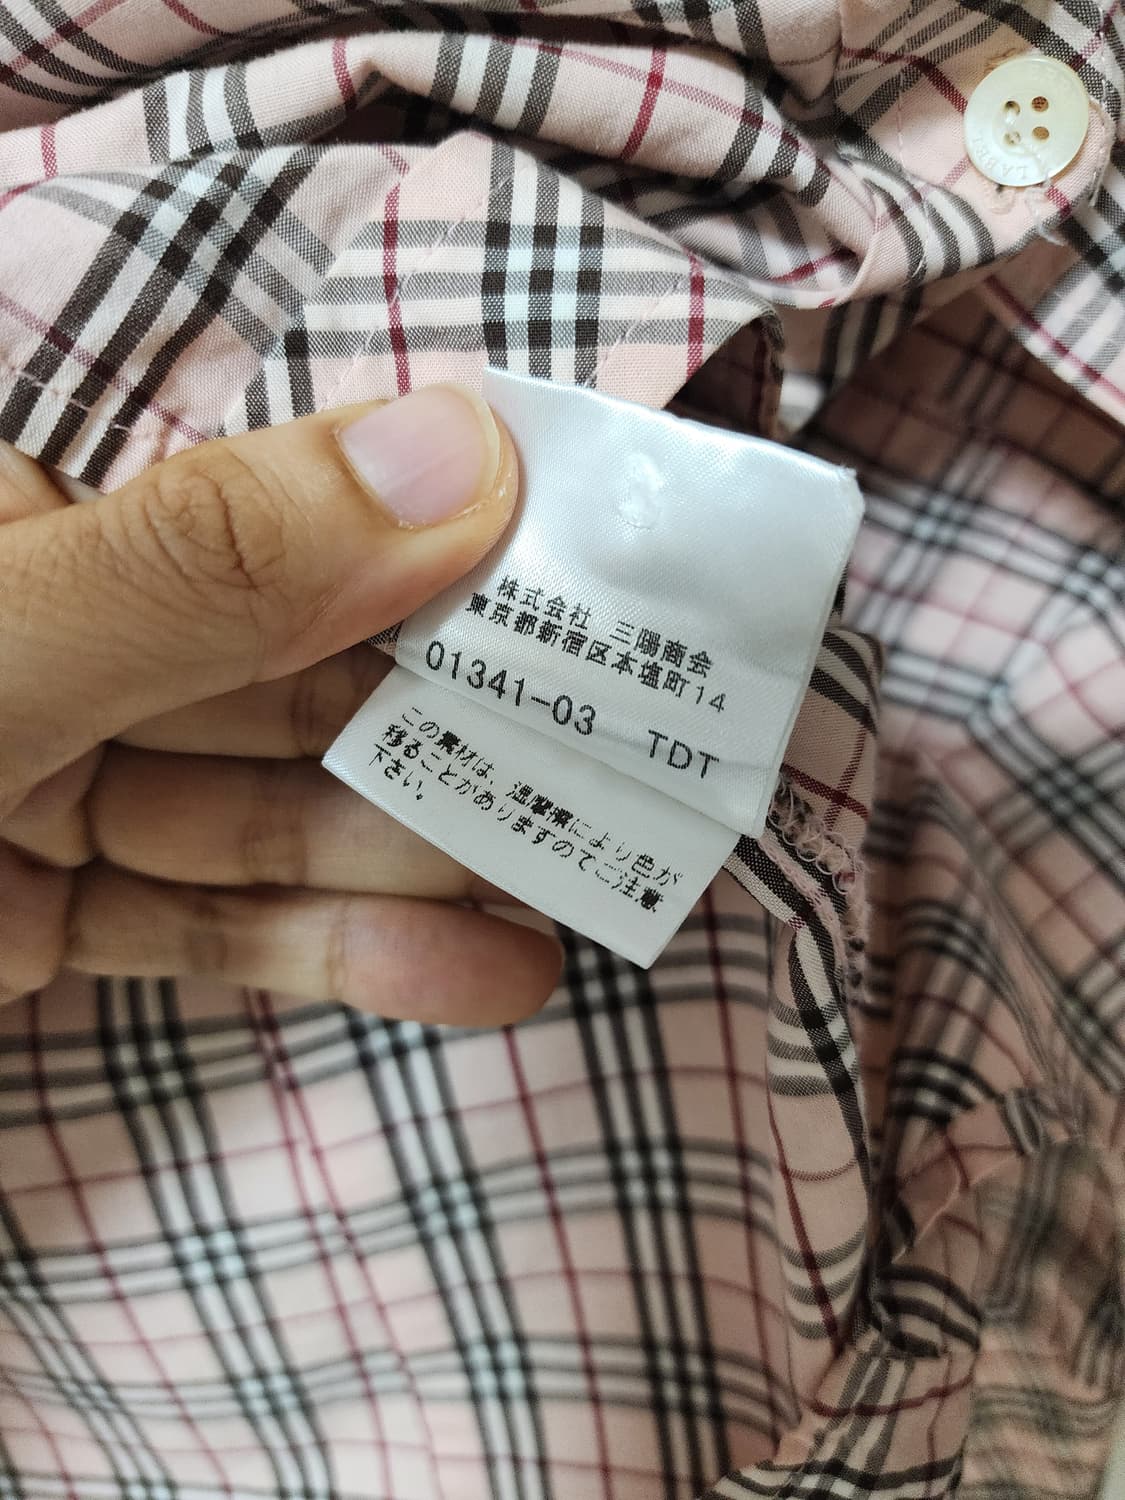 株式会社 三陽商会
東京都新宿区本塩町14
01341-03 TDT
この素材は、湿摩擦により色が
移ることがありますのでご注意
下さい。